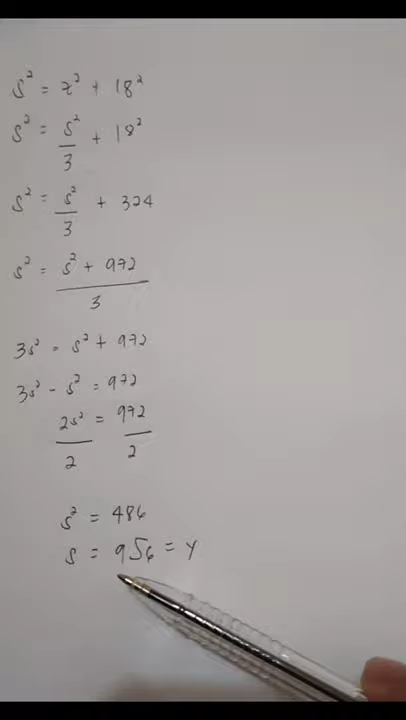 s² = z² + 18²
s² = s²/3 + 18²
s² = s²/3 + 324
s² = s² + 972/3
3s² = s² + 972
3s² - s² = 972
2s²/2 = 972/2
s² = 486
s = 9√6 = y